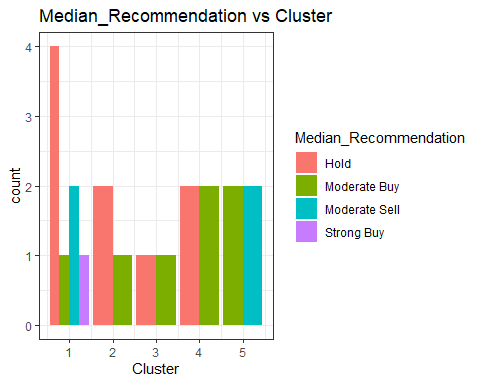 Median_Recommendation vs Cluster
4
3
2
1
0
count
1 2 3 4 5
Cluster
Median_Recommendation
Hold
Moderate Buy
Moderate Sell
Strong Buy